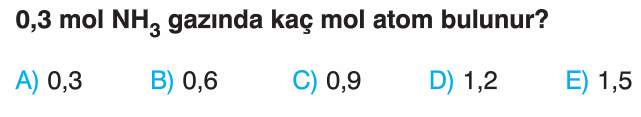 0,3 mol NH₃ gazında kaç mol atom bulunur?
A) 0,3 B) 0,6 C) 0,9 D) 1,2 E) 1,5